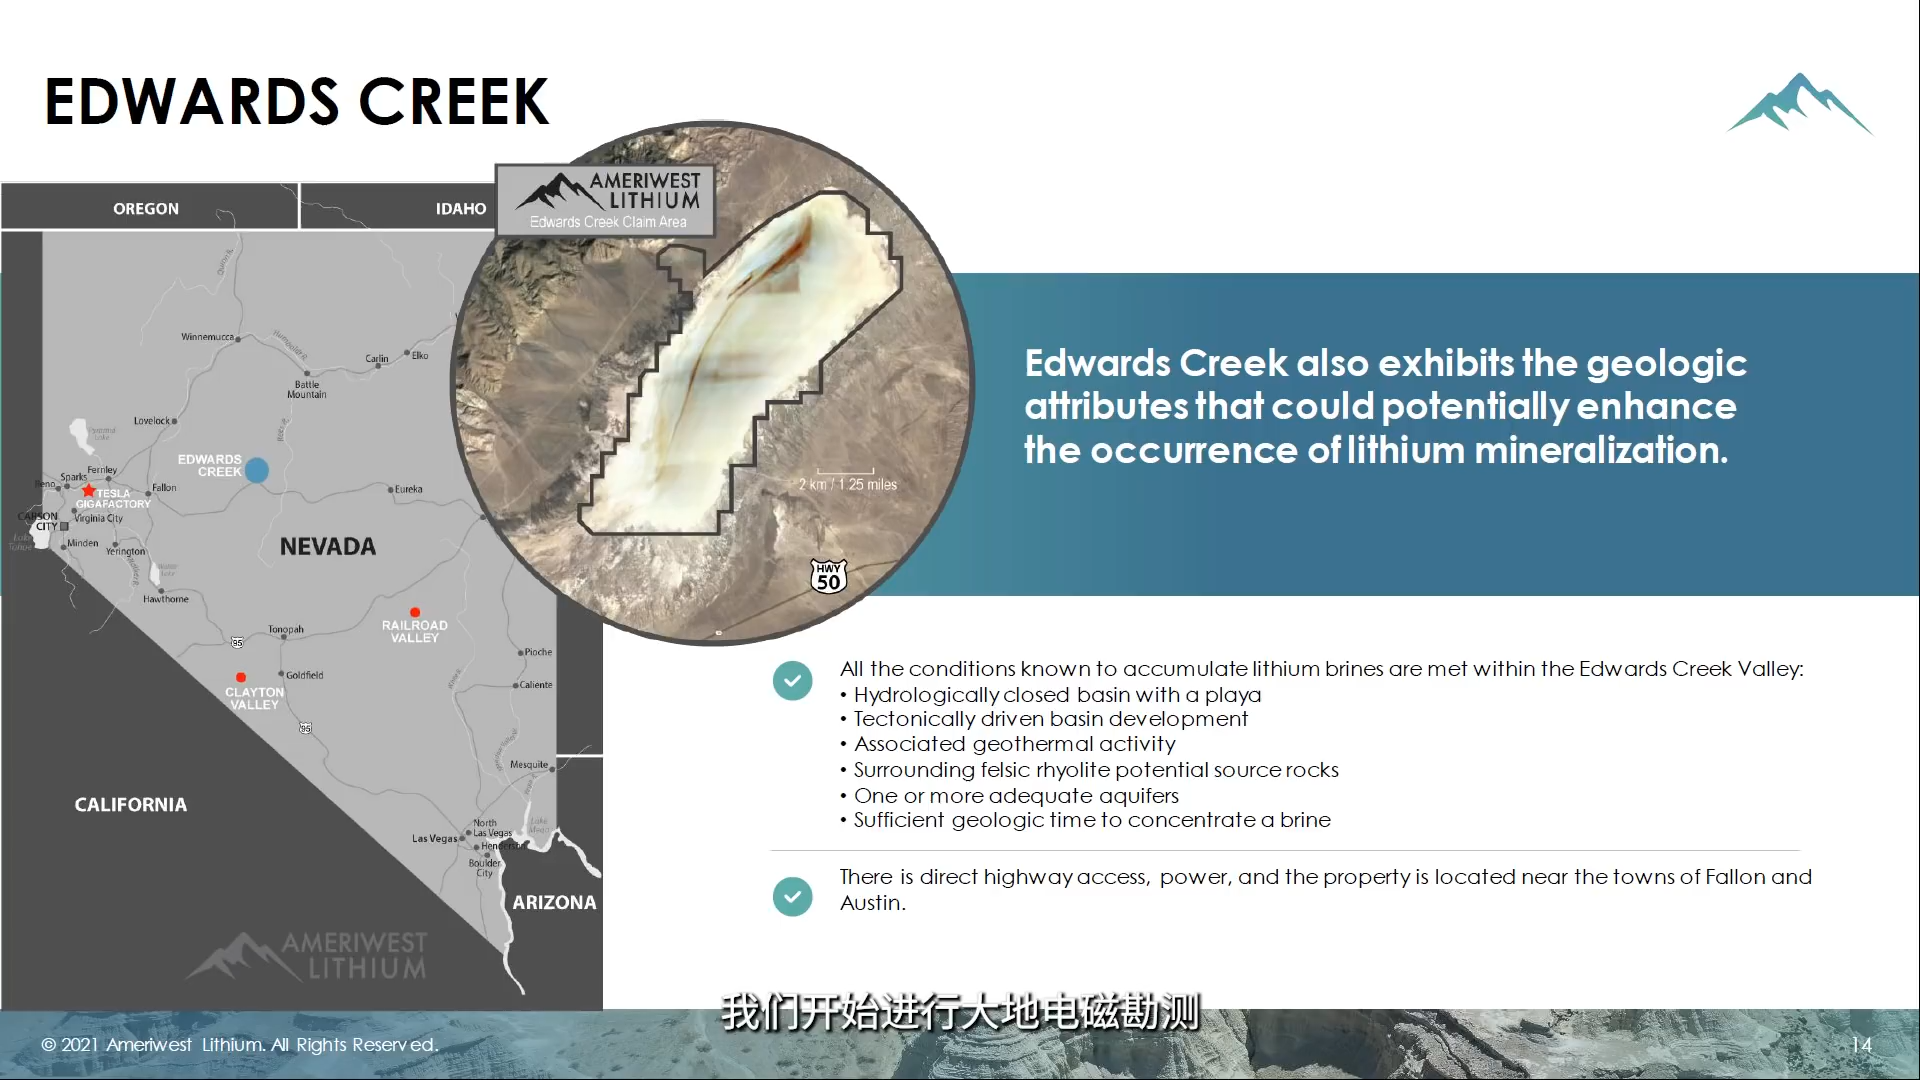 EDWARDS CREEK
AMERIWEST
LITHIUM
Edwards Creek Claim Area
OREGON
IDAHO
Winnemucca
Humboldt R.
Carlin
Elko
Battle
Mountain
Lovelock
EDWARDS
CREEK
Fernley
Sparks
Reno
Fallon
TESLA
GIGAFACTORY
Eureka
CARSON
CITY
Virginia City
Minden
Yerington
NEVADA
Hawthorne
Tonopah
95
RAILROAD
VALLEY
Goldfield
CLAYTON
VALLEY
95
Pioche
Caliente
Mesquite
CALIFORNIA
North
Las Vegas
Las Vegas
Henderson
Boulder
City
Lake
Mead
ARIZONA
AMERIWEST
LITHIUM
2 km / 1.25 miles
HWY
50
Edwards Creek also exhibits the geologic
attributes that could potentially enhance
the occurrence of lithium mineralization.
All the conditions known to accumulate lithium brines are met within the Edwards Creek Valley:
• Hydrologically closed basin with a playa
• Tectonically driven basin development
• Associated geothermal activity
• Surrounding felsic rhyolite potential source rocks
• One or more adequate aquifers
• Sufficient geologic time to concentrate a brine
There is direct highway access, power, and the property is located near the towns of Fallon and
Austin.
我们开始进行大地电磁勘测
© 2021 Ameriwest Lithium. All Rights Reserved.
14